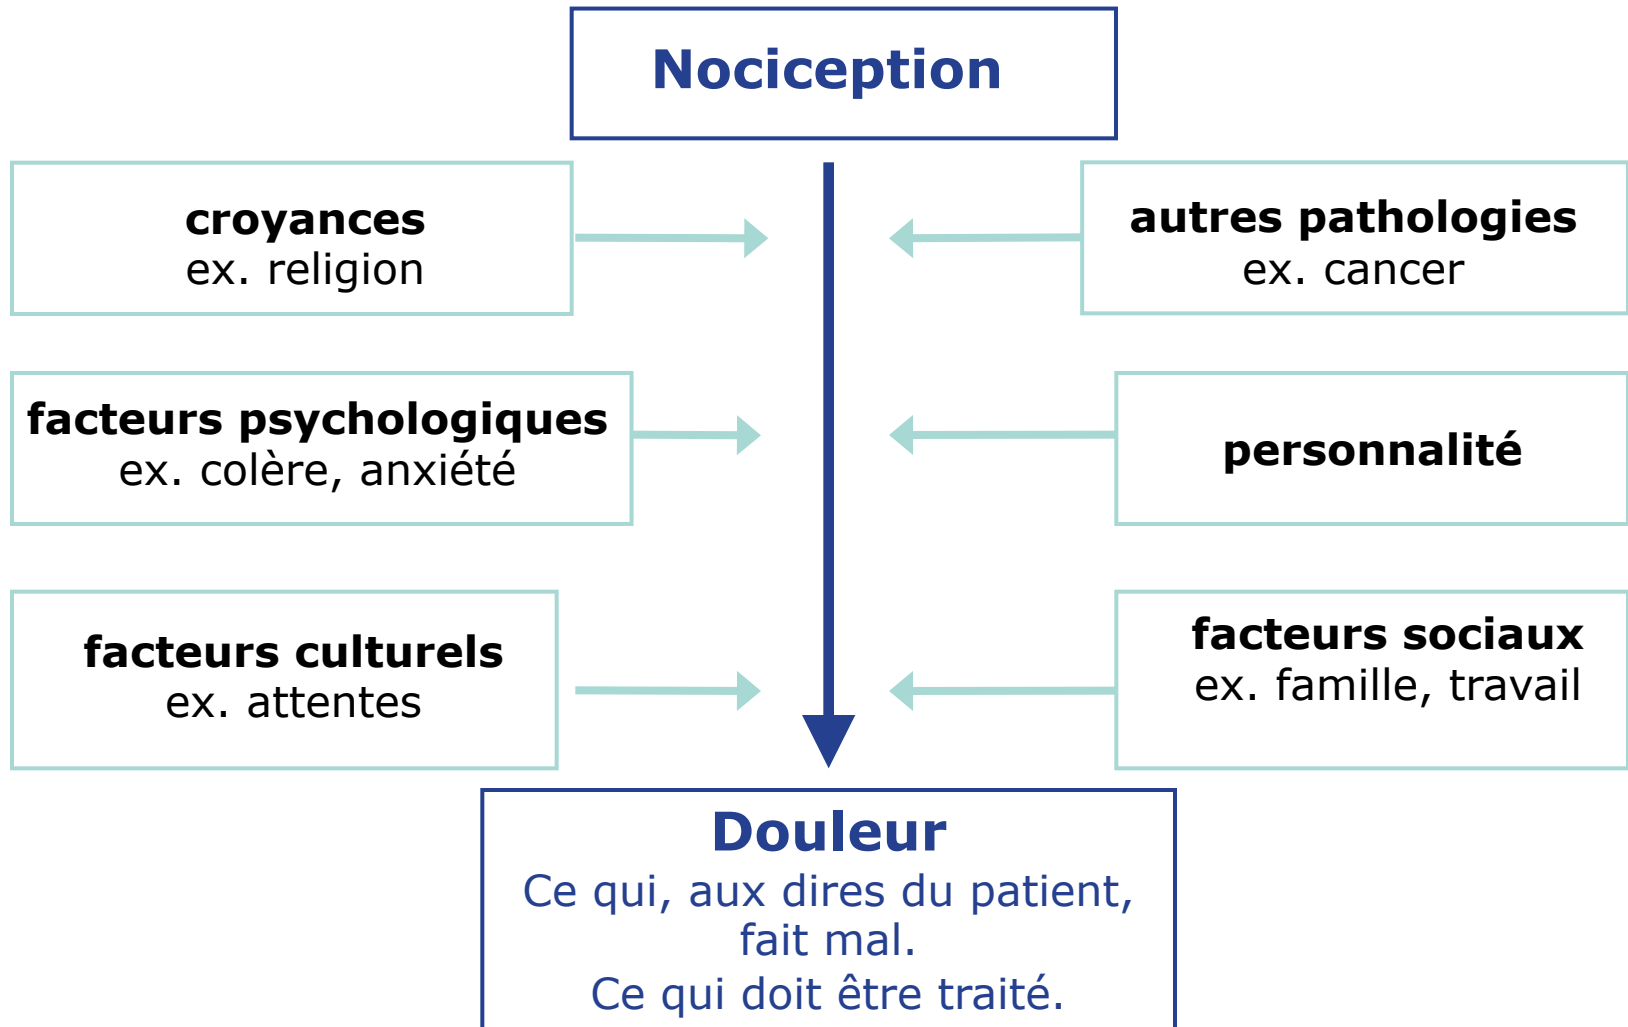 Nociception
croyances
ex. religion
autres pathologies
ex. cancer
facteurs psychologiques
ex. colère, anxiété
personnalité
facteurs culturels
ex. attentes
facteurs sociaux
ex. famille, travail
Douleur
Ce qui, aux dires du patient,
fait mal.
Ce qui doit être traité.